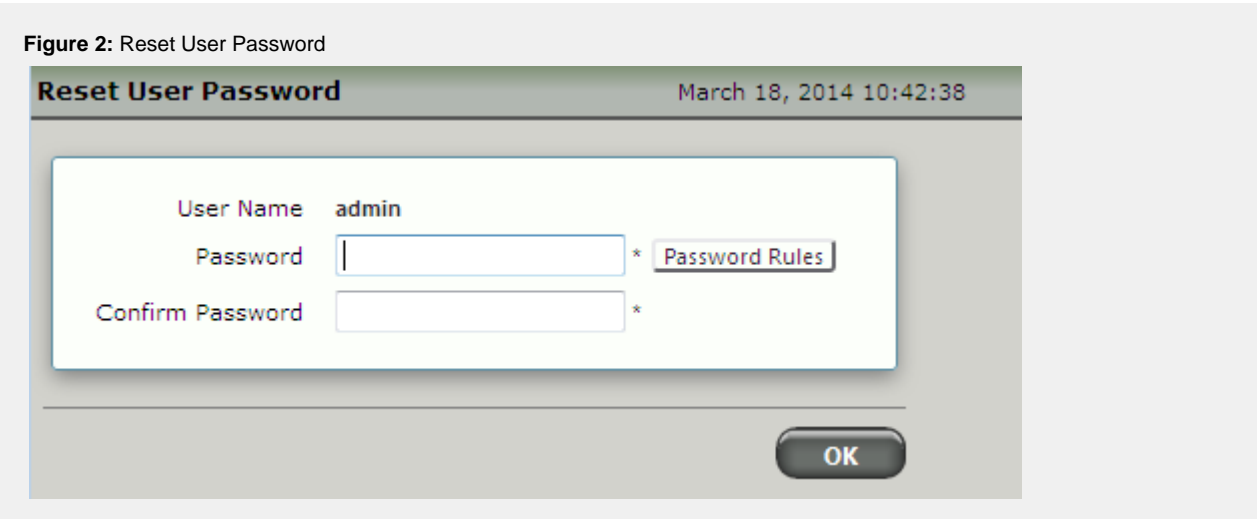 Figure 2: Reset User Password
Reset User Password March 18, 2014 10:42:38
User Name admin
Password * Password Rules
Confirm Password *
OK